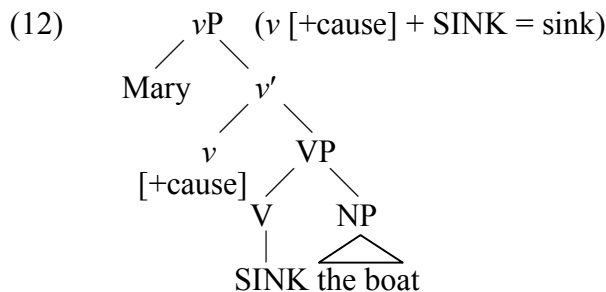 (12) vP (v [+cause] + SINK = sink)
Mary v′
v VP
[+cause]
V NP
SINK the boat